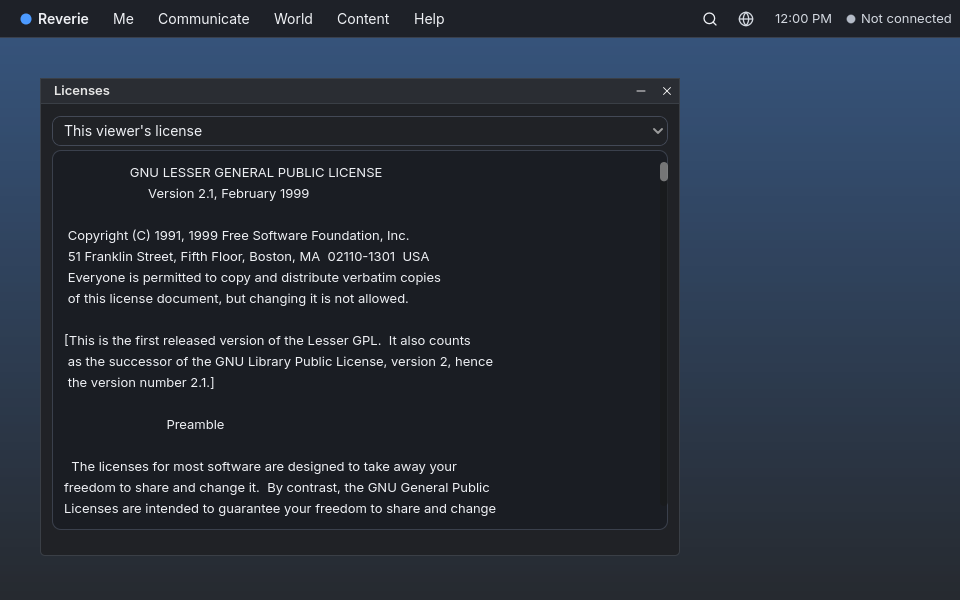 Reverie Me Communicate World Content Help 12:00 PM Not connected
Licenses
This viewer's license
GNU LESSER GENERAL PUBLIC LICENSE
Version 2.1, February 1999
Copyright (C) 1991, 1999 Free Software Foundation, Inc.
51 Franklin Street, Fifth Floor, Boston, MA  02110-1301  USA
Everyone is permitted to copy and distribute verbatim copies
of this license document, but changing it is not allowed.
[This is the first released version of the Lesser GPL.  It also counts
as the successor of the GNU Library Public License, version 2, hence
the version number 2.1.]
Preamble
The licenses for most software are designed to take away your
freedom to share and change it.  By contrast, the GNU General Public
Licenses are intended to guarantee your freedom to share and change